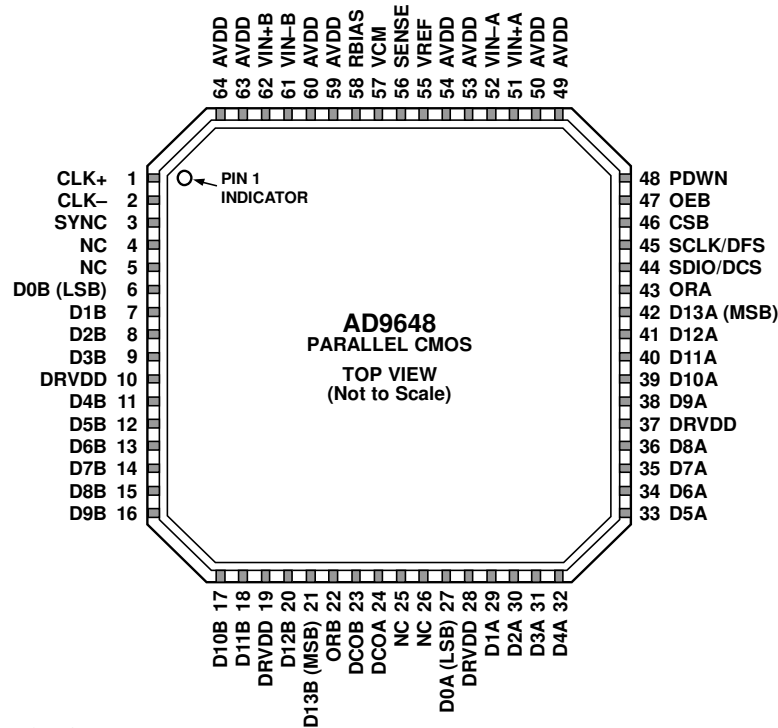 64 AVDD
63 AVDD
62 VIN+B
61 VIN–B
60 AVDD
59 AVDD
58 RBIAS
57 VCM
56 SENSE
55 VREF
54 AVDD
53 AVDD
52 VIN–A
51 VIN+A
50 AVDD
49 AVDD
CLK+ 1
CLK– 2
SYNC 3
NC 4
NC 5
D0B (LSB) 6
D1B 7
D2B 8
D3B 9
DRVDD 10
D4B 11
D5B 12
D6B 13
D7B 14
D8B 15
D9B 16
PIN 1
INDICATOR
AD9648
PARALLEL CMOS
TOP VIEW
(Not to Scale)
48 PDWN
47 OEB
46 CSB
45 SCLK/DFS
44 SDIO/DCS
43 ORA
42 D13A (MSB)
41 D12A
40 D11A
39 D10A
38 D9A
37 DRVDD
36 D8A
35 D7A
34 D6A
33 D5A
D10B 17
D11B 18
DRVDD 19
D12B 20
D13B (MSB) 21
ORB 22
DCOB 23
DCOA 24
NC 25
NC 26
D0A (LSB) 27
DRVDD 28
D1A 29
D2A 30
D3A 31
D4A 32